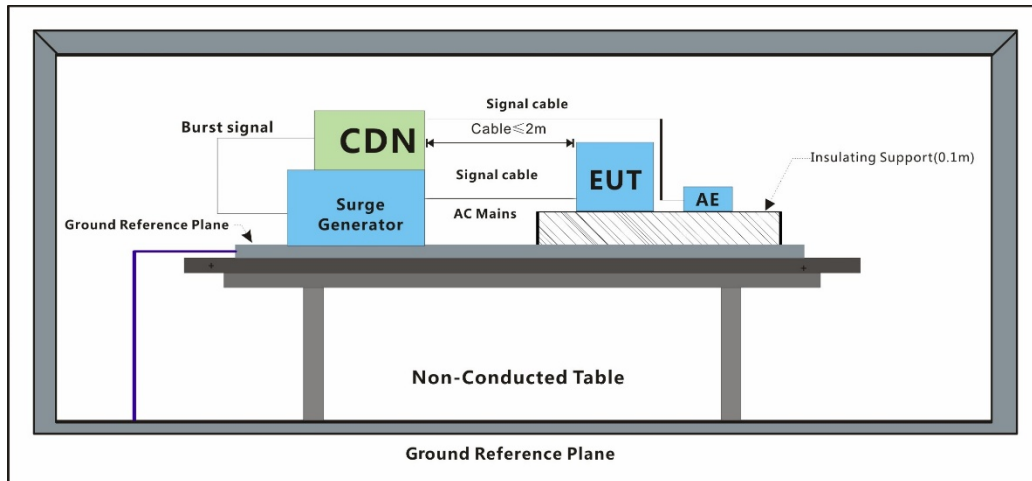 Signal cable
Burst signal
CDN
Cable≤2m
Insulating Support(0.1m)
Signal cable
EUT
AE
Surge
Generator
AC Mains
Ground Reference Plane
Non-Conducted Table
Ground Reference Plane